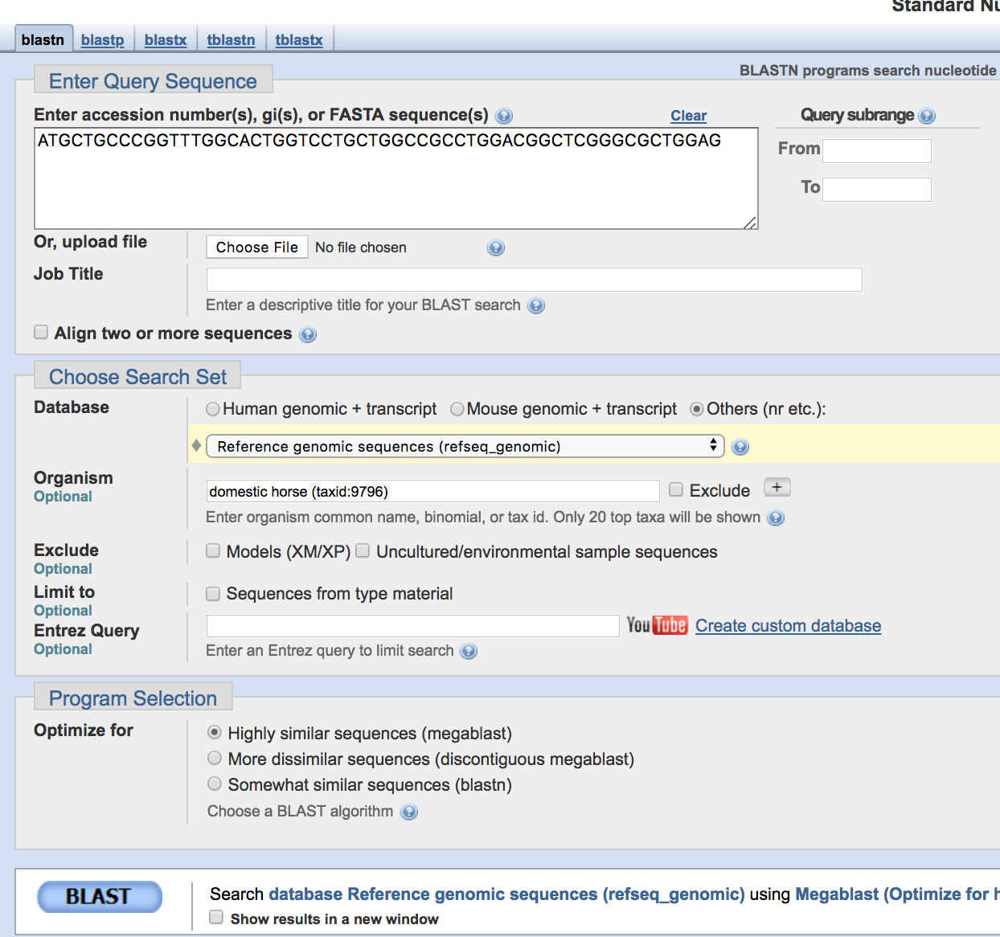 Standard Nu
blastn blastp blastx tblastn tblastx
BLASTN programs search nucleotide
Enter Query Sequence
Enter accession number(s), gi(s), or FASTA sequence(s) Clear Query subrange
ATGCTGCCCGGTTTGGCACTGGTCCTGCTGGCCGCCTGGACGGCTCGGGCGCTGGAG
From
To
Or, upload file Choose File No file chosen
Job Title
Enter a descriptive title for your BLAST search
Align two or more sequences
Choose Search Set
Database Human genomic + transcript Mouse genomic + transcript Others (nr etc.):
Reference genomic sequences (refseq_genomic)
Organism
Optional
domestic horse (taxid:9796) Exclude +
Enter organism common name, binomial, or tax id. Only 20 top taxa will be shown
Exclude Models (XM/XP) Uncultured/environmental sample sequences
Optional
Limit to Sequences from type material
Optional
Entrez Query You Tube Create custom database
Optional Enter an Entrez query to limit search
Program Selection
Optimize for Highly similar sequences (megablast)
More dissimilar sequences (discontiguous megablast)
Somewhat similar sequences (blastn)
Choose a BLAST algorithm
BLAST Search database Reference genomic sequences (refseq_genomic) using Megablast (Optimize for h
Show results in a new window